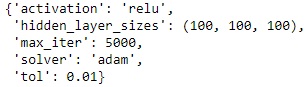 {'activation': 'relu',
'hidden_layer_sizes': (100, 100, 100),
'max_iter': 5000,
'solver': 'adam',
'tol': 0.01}